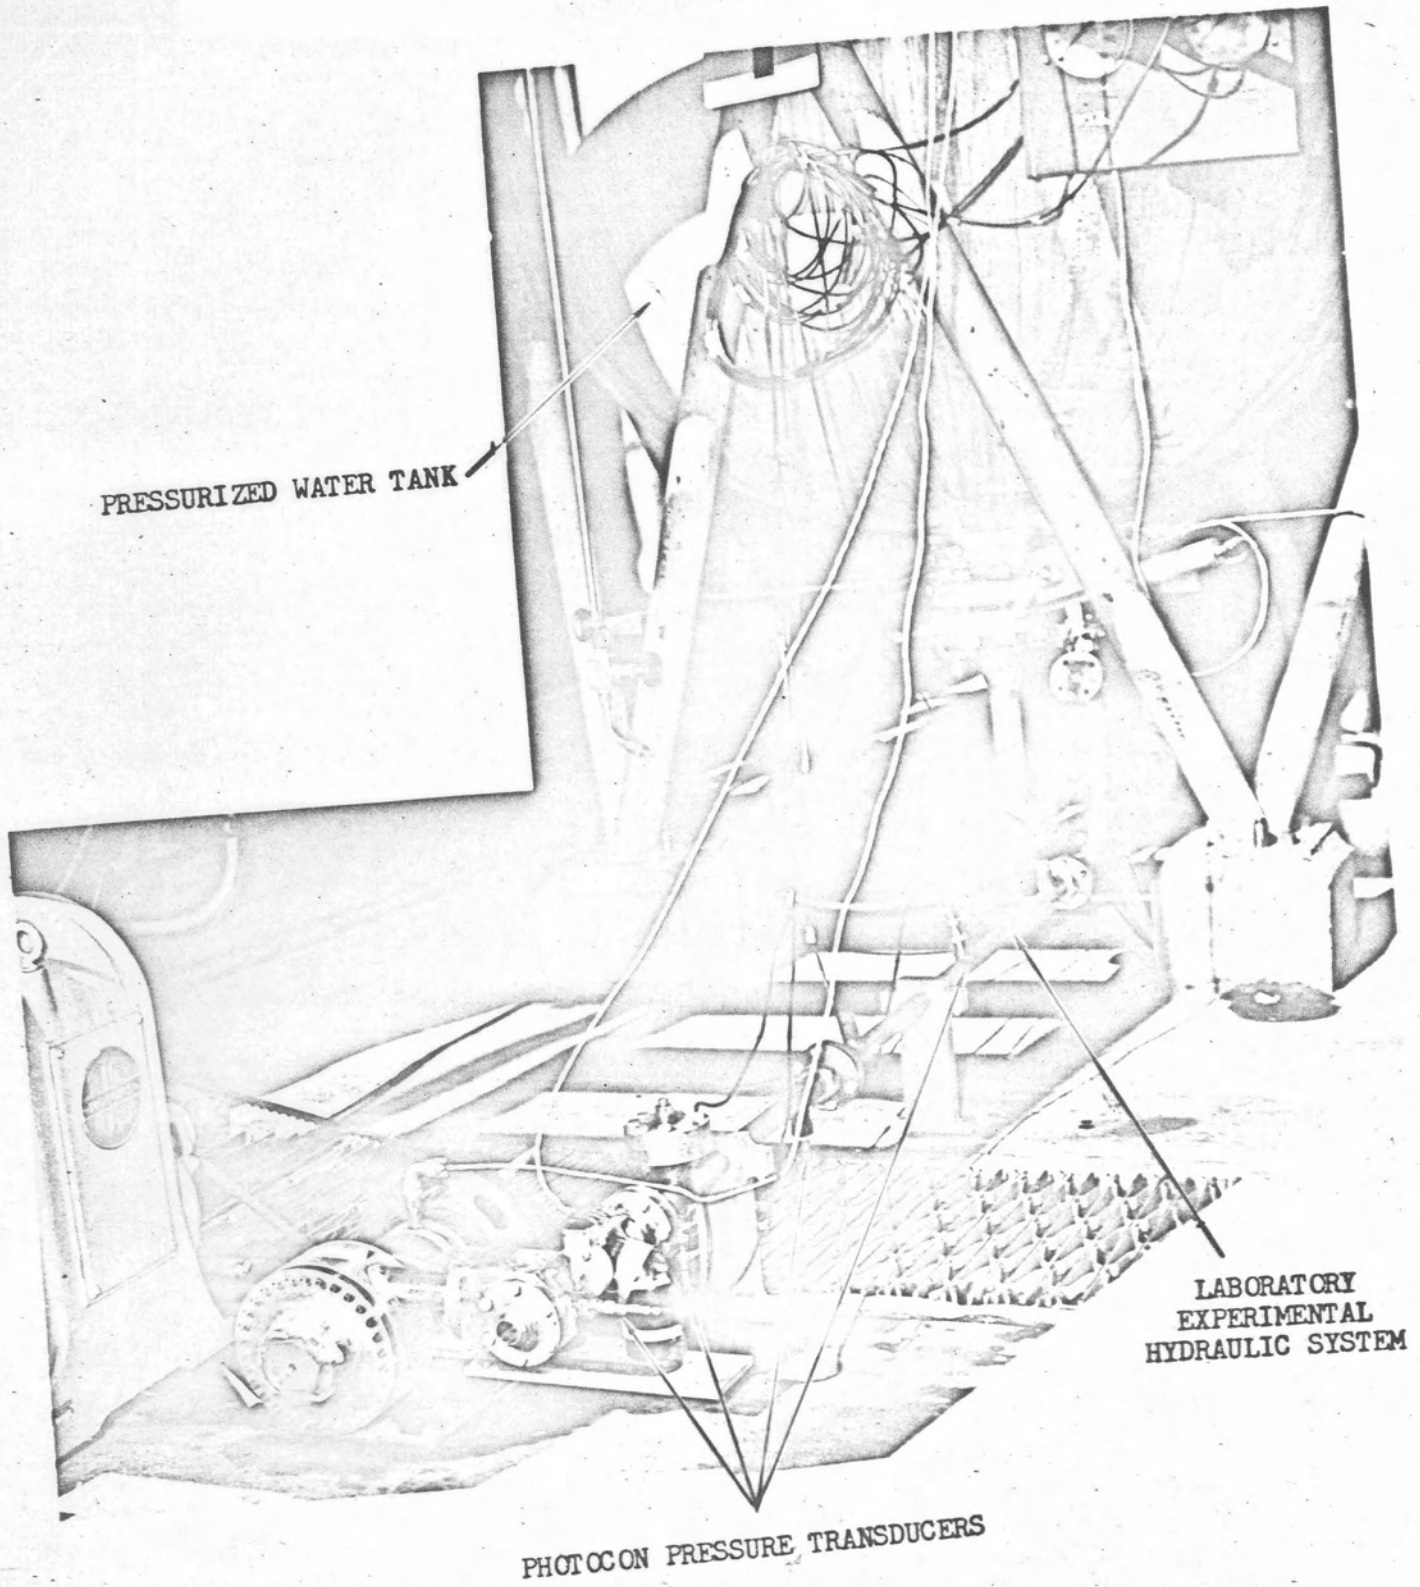 PRESSURIZED WATER TANK
LABORATORY
EXPERIMENTAL
HYDRAULIC SYSTEM
PHOTOCON PRESSURE TRANSDUCERS